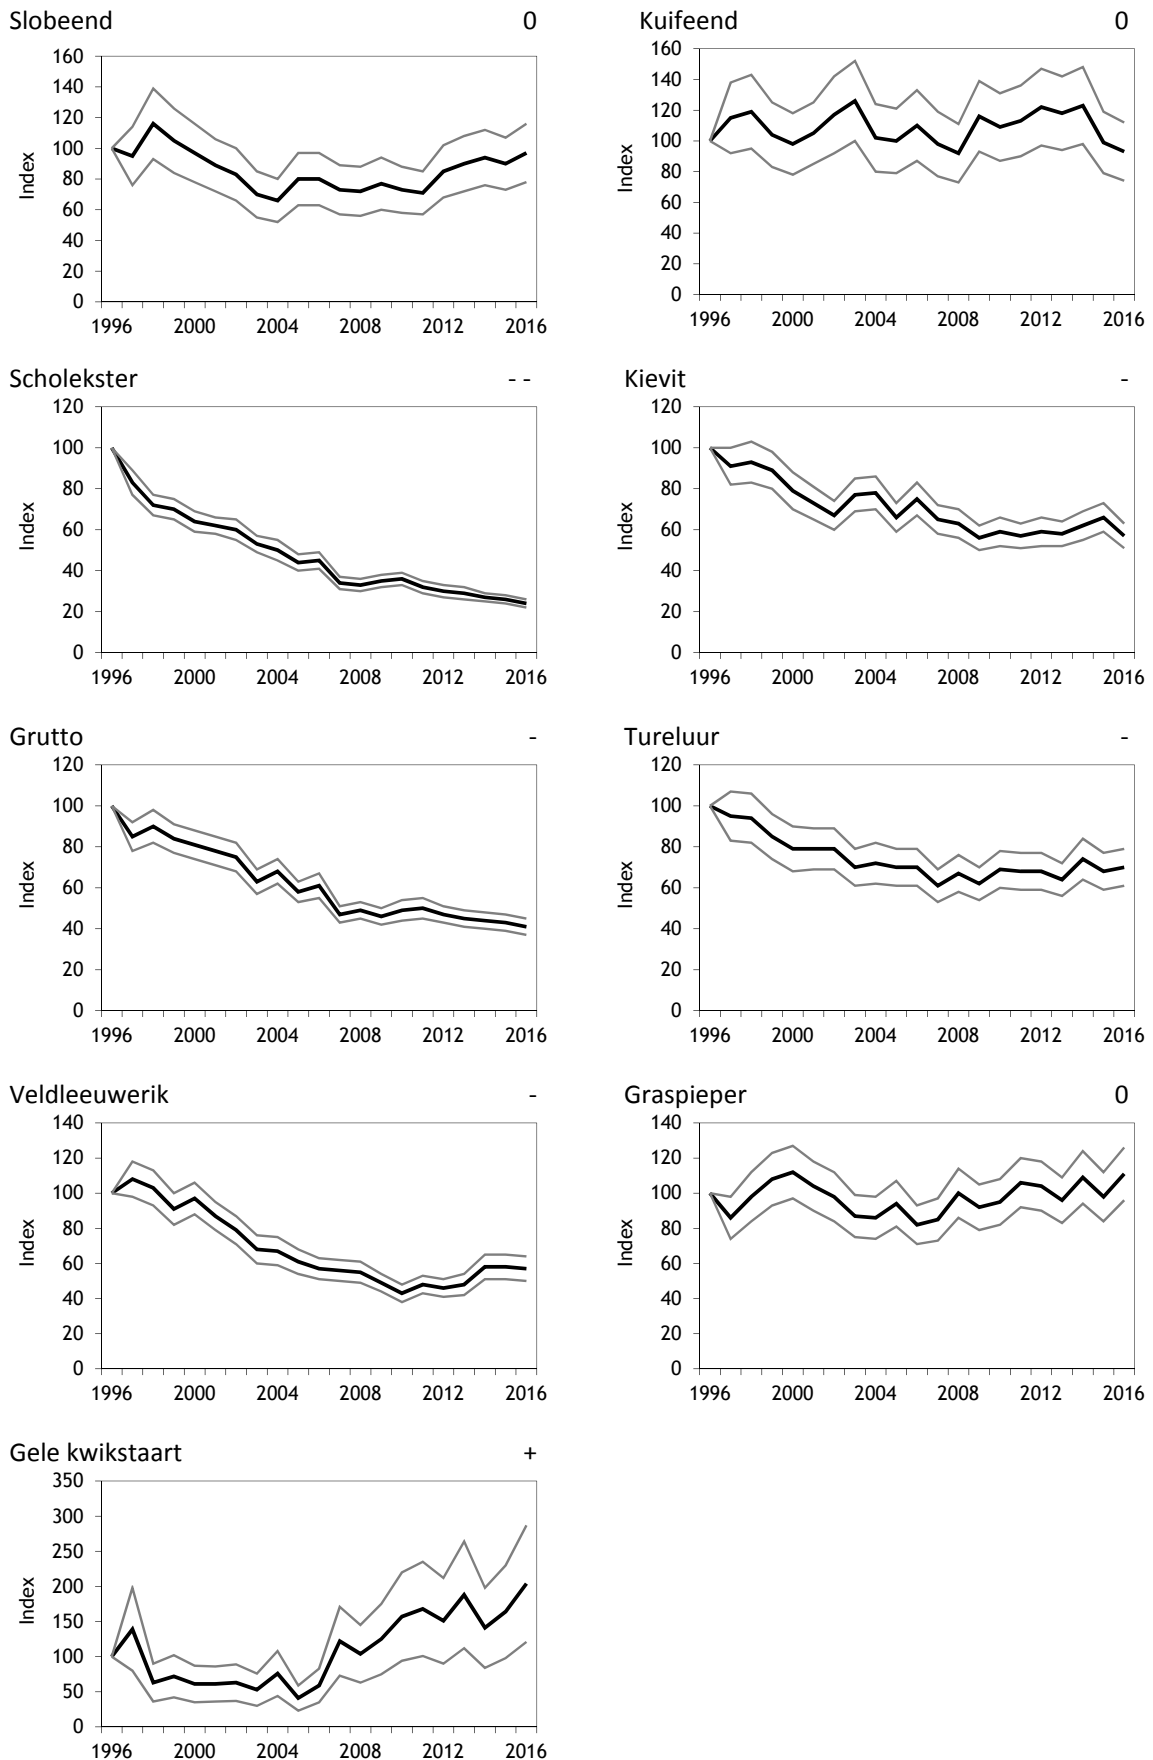 Slobeend 0
160
140
120
100
80
60
40
20
0
Index
1996 2000 2004 2008 2012 2016
Kuifeend 0
160
140
120
100
80
60
40
20
0
Index
1996 2000 2004 2008 2012 2016
Scholekster - -
120
100
80
60
40
20
0
Index
1996 2000 2004 2008 2012 2016
Kievit -
120
100
80
60
40
20
0
Index
1996 2000 2004 2008 2012 2016
Grutto -
120
100
80
60
40
20
0
Index
1996 2000 2004 2008 2012 2016
Tureluur -
120
100
80
60
40
20
0
Index
1996 2000 2004 2008 2012 2016
Veldleeuwerik -
140
120
100
80
60
40
20
0
Index
1996 2000 2004 2008 2012 2016
Graspieper 0
140
120
100
80
60
40
20
0
Index
1996 2000 2004 2008 2012 2016
Gele kwikstaart +
350
300
250
200
150
100
50
0
Index
1996 2000 2004 2008 2012 2016